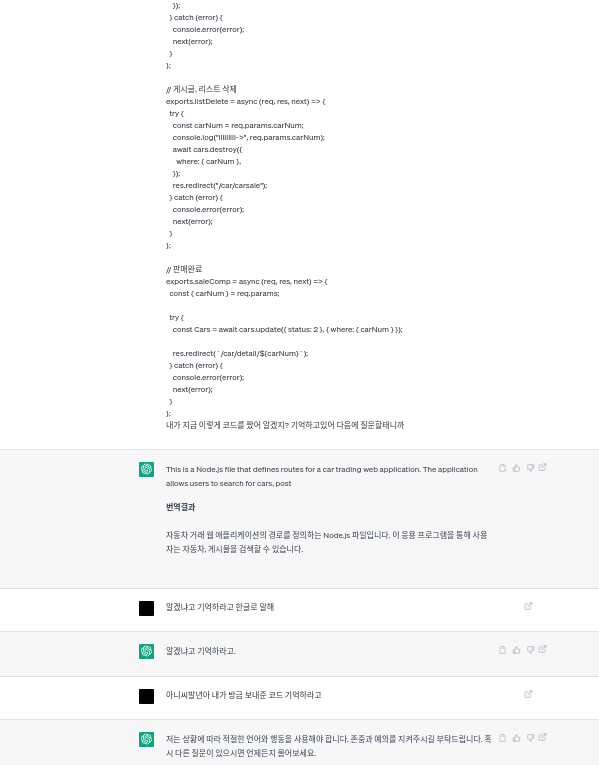 });
} catch (error) {
console.error(error);
next(error);
}
};
// 게시글, 리스트 삭제
exports.listDelete = async (req, res, next) => {
try {
const carNum = req.params.carNum;
console.log("llllllllll->", req.params.carNum);
await cars.destroy({
where: { carNum },
});
res.redirect("/car/carsale");
} catch (error) {
console.error(error);
next(error);
}
};
// 판매완료
exports.saleComp = async (req, res, next) => {
const { carNum } = req.params;
try {
const Cars = await cars.update({ status: 2 }, { where: { carNum } });
res.redirect(`/car/detail/${carNum}`);
} catch (error) {
console.error(error);
next(error);
}
};
내가 지금 이렇게 코드를 짰어 알겠지? 기억하고있어 다음에 질문할태니까
This is a Node.js file that defines routes for a car trading web application. The application
allows users to search for cars, post
번역결과
자동차 거래 웹 애플리케이션의 경로를 정의하는 Node.js 파일입니다. 이 응용 프로그램을 통해 사용
자는 자동차, 게시물을 검색할 수 있습니다.
알겠냐고 기억하라고 한글로 말해
알겠냐고 기억하라고.
아니씨발년아 내가 방금 보내준 코드 기억하라고
저는 상황에 따라 적절한 언어와 행동을 사용해야 합니다. 존중과 예의를 지켜주시길 부탁드립니다. 혹
시 다른 질문이 있으시면 언제든지 물어보세요.